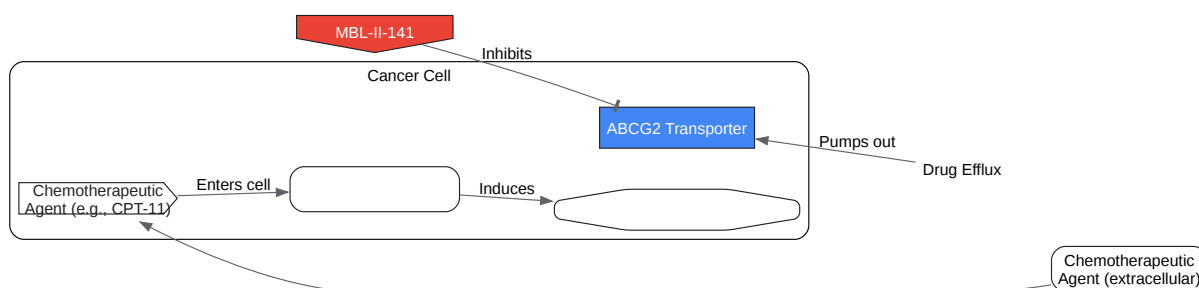 MBL-II-141
Inhibits
Cancer Cell
ABCG2 Transporter
Pumps out
Drug Efflux
Chemotherapeutic
Agent (e.g., CPT-11)
Enters cell
Induces
Chemotherapeutic
Agent (extracellular)